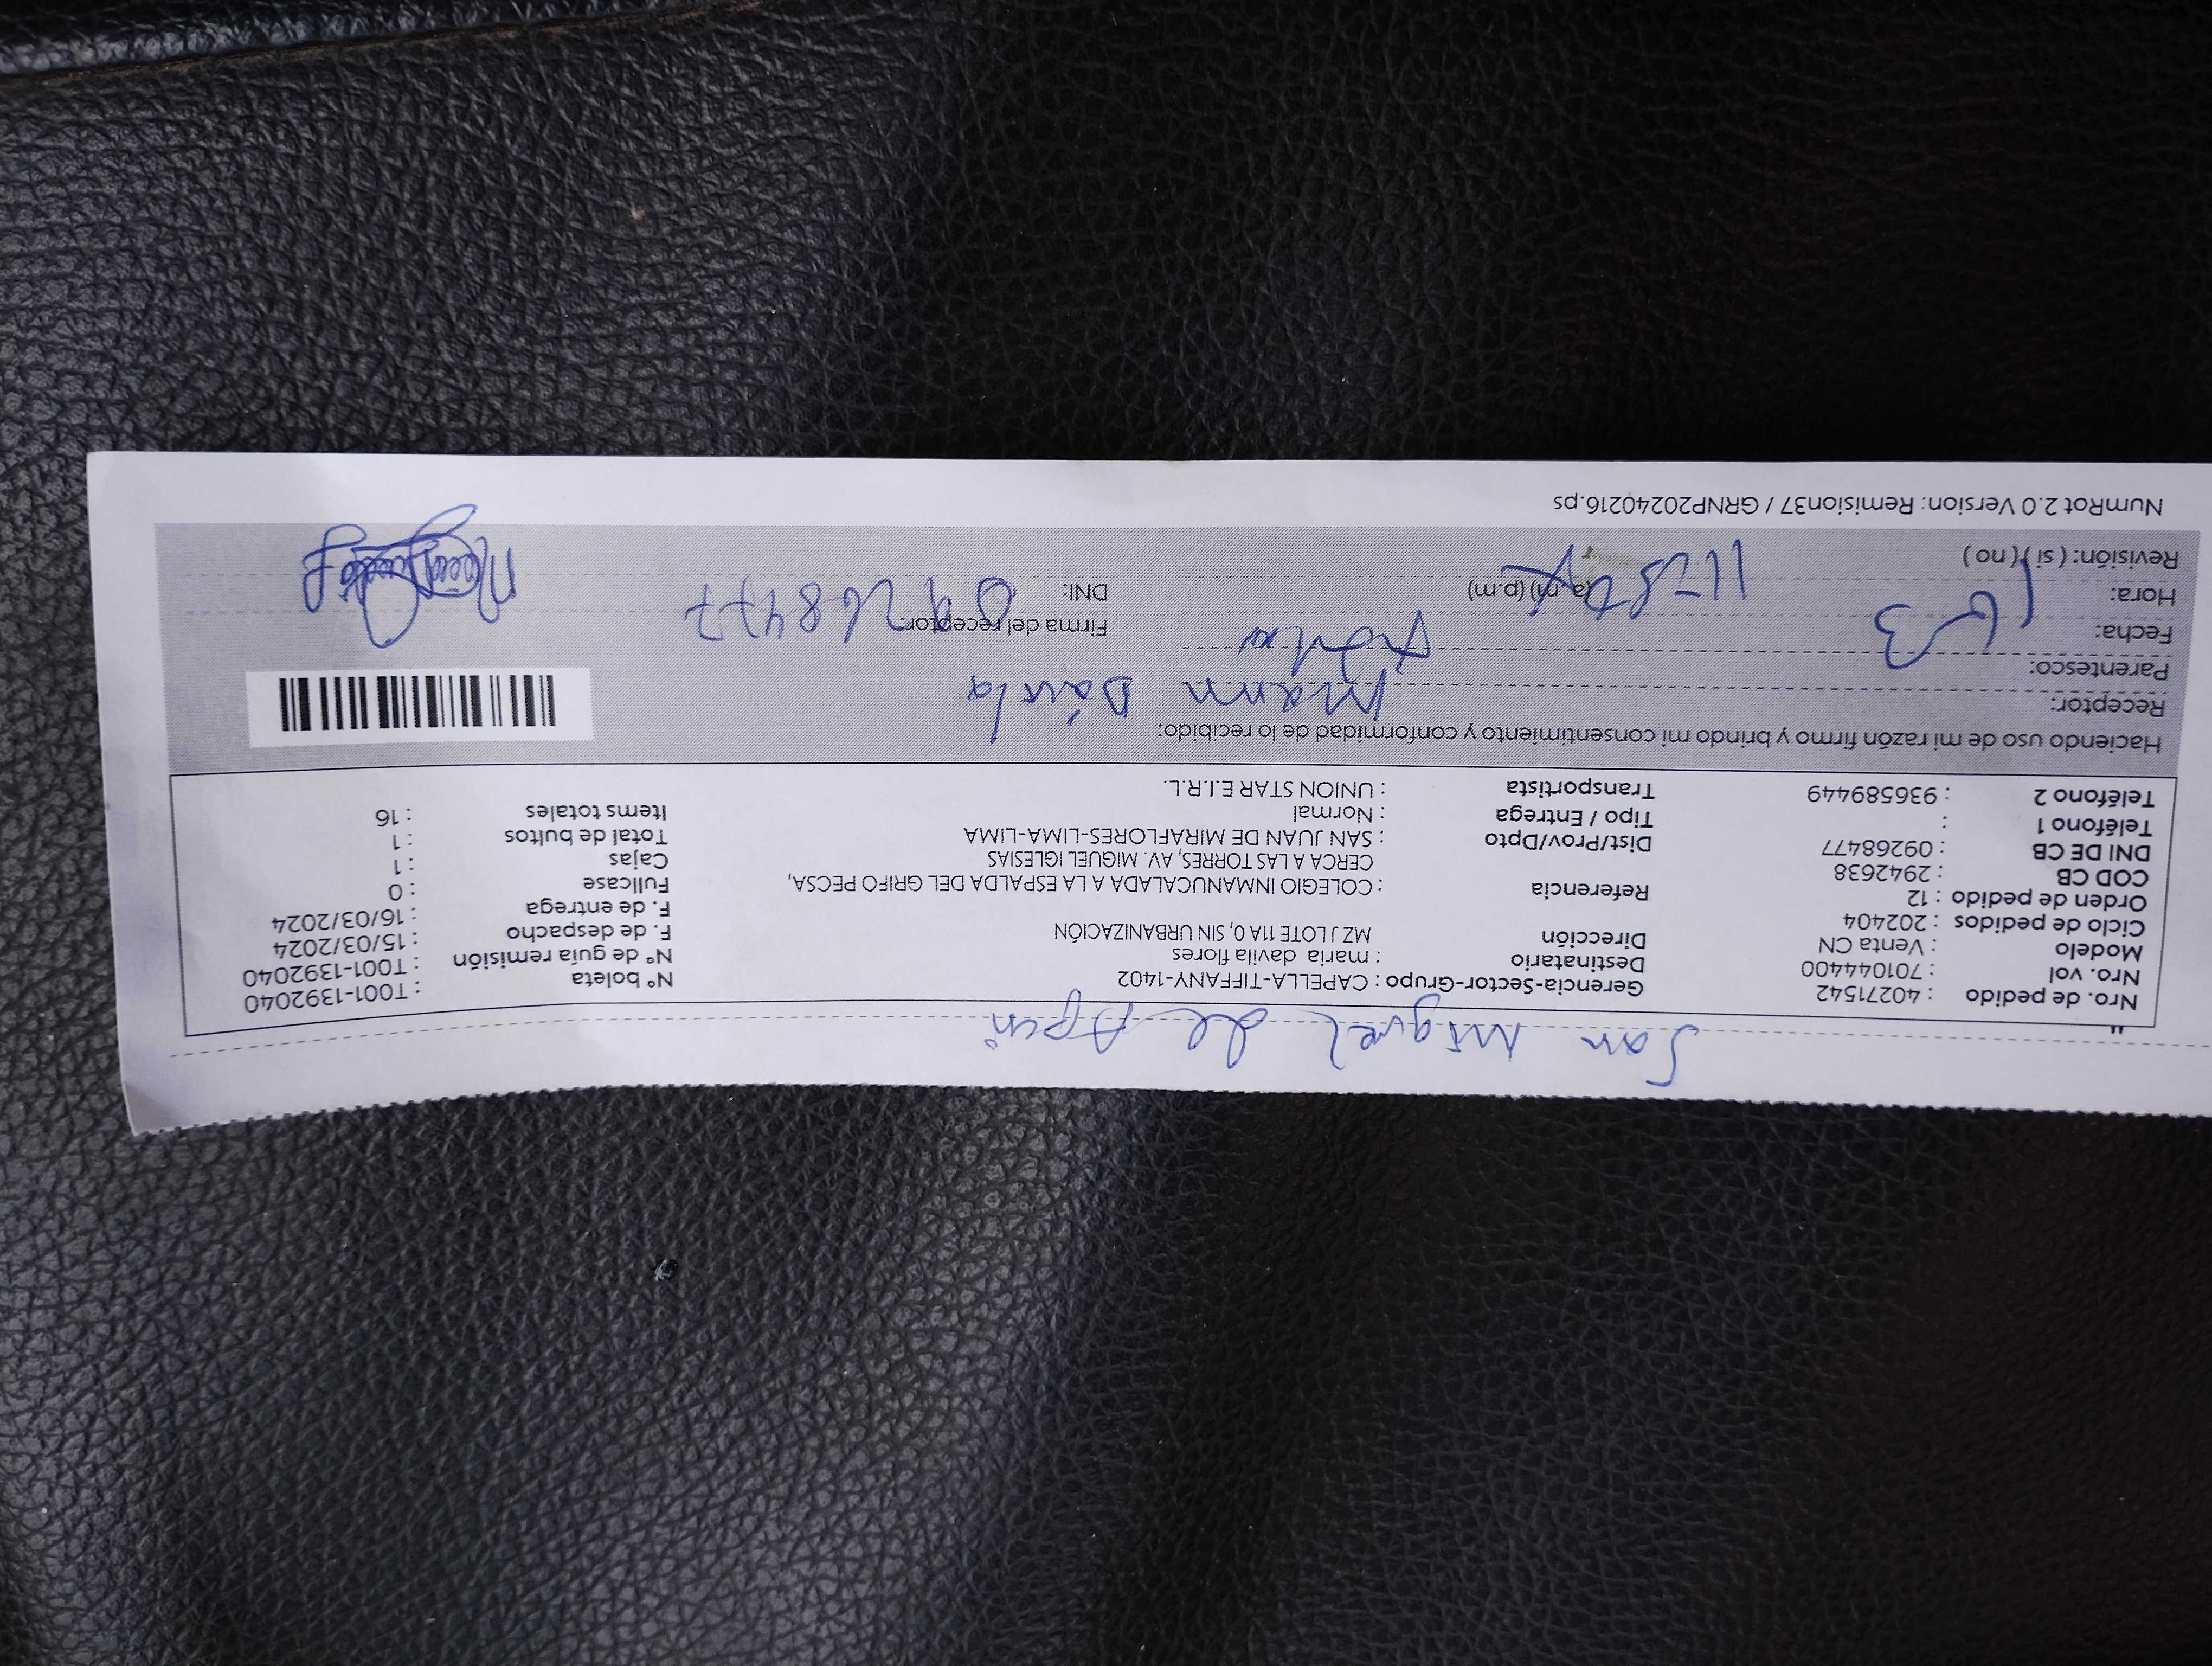 San Miguel de
Nro. de pedido : 40271542 Gerencia-Sector-Grupo : CAPELLA-TIFFANY-1402 N° boleta : T001-1392040
Nro. vol : 701044400 Destinatario : maria davila flores N° de guía remisión : T001-1392040
Modelo : Venta CN Dirección MZ J LOTE 11A 0, SIN URBANIZACIÓN F. de despacho : 15/03/2024
Ciclo de pedidos : 202404 F. de entrega : 16/03/2024
Orden de pedido : 12 Referencia : COLEGIO INMANUCALADA A LA ESPALDA DEL GRIFO PECSA, Fullcase : 0
COD CB : 2942638 CERCA A LAS TORRES, AV. MIGUEL IGLESIAS Cajas : 1
DNI DE CB : 09268477 Dist/Prov/Dpto : SAN JUAN DE MIRAFLORES-LIMA-LIMA Total de bultos : 1
Teléfono 1 : Tipo / Entrega : Normal Items totales : 16
Teléfono 2 : 936589449 Transportista : UNION STAR E.I.R.L.
Haciendo uso de mi razón firmo y brindo mi consentimiento y conformidad de lo recibido:
Receptor: Dávila
Parentesco:
Fecha: 16 3 Firma del receptor:
Hora: (a.m) (p.m) DNI: 09268477
Revisión: ( si ) ( no )
NumRot 2.0 Version: Remision37 / GRNP20240216.ps